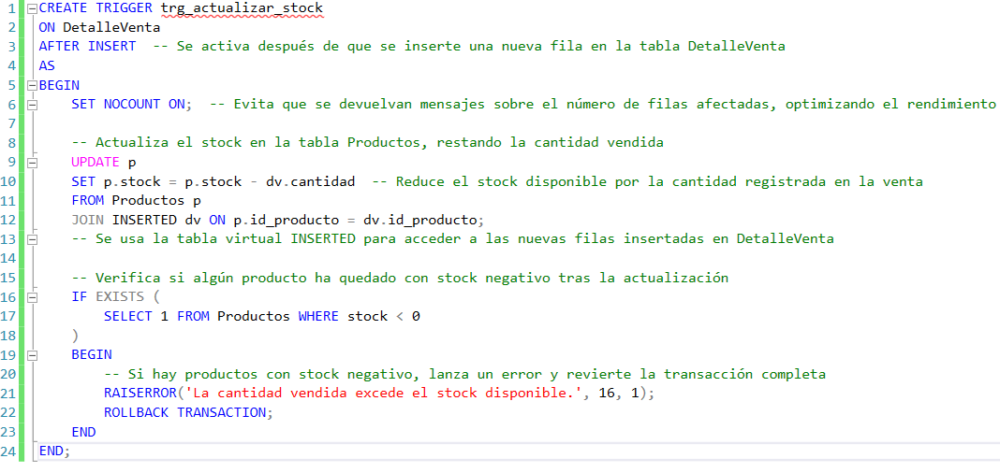 1 CREATE TRIGGER trg_actualizar_stock
2 ON DetalleVenta
3 AFTER INSERT  -- Se activa después de que se inserte una nueva fila en la tabla DetalleVenta
4 AS
5 BEGIN
6     SET NOCOUNT ON;  -- Evita que se devuelvan mensajes sobre el número de filas afectadas, optimizando el rendimiento
7
8     -- Actualiza el stock en la tabla Productos, restando la cantidad vendida
9     UPDATE p
10     SET p.stock = p.stock - dv.cantidad  -- Reduce el stock disponible por la cantidad registrada en la venta
11     FROM Productos p
12     JOIN INSERTED dv ON p.id_producto = dv.id_producto;
13     -- Se usa la tabla virtual INSERTED para acceder a las nuevas filas insertadas en DetalleVenta
14
15     -- Verifica si algún producto ha quedado con stock negativo tras la actualización
16     IF EXISTS (
17         SELECT 1 FROM Productos WHERE stock < 0
18     )
19     BEGIN
20         -- Si hay productos con stock negativo, lanza un error y revierte la transacción completa
21         RAISERROR('La cantidad vendida excede el stock disponible.', 16, 1);
22         ROLLBACK TRANSACTION;
23     END
24 END;